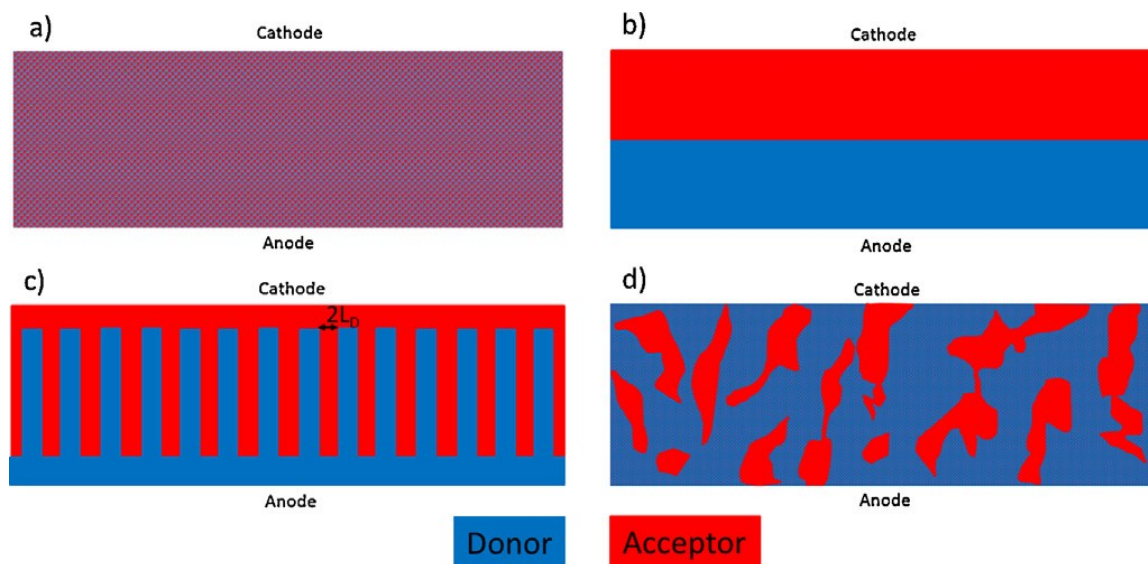 a)
Cathode
Anode
b)
Cathode
Anode
c)
Cathode
2L_D
Anode
d)
Cathode
Anode
Donor
Acceptor